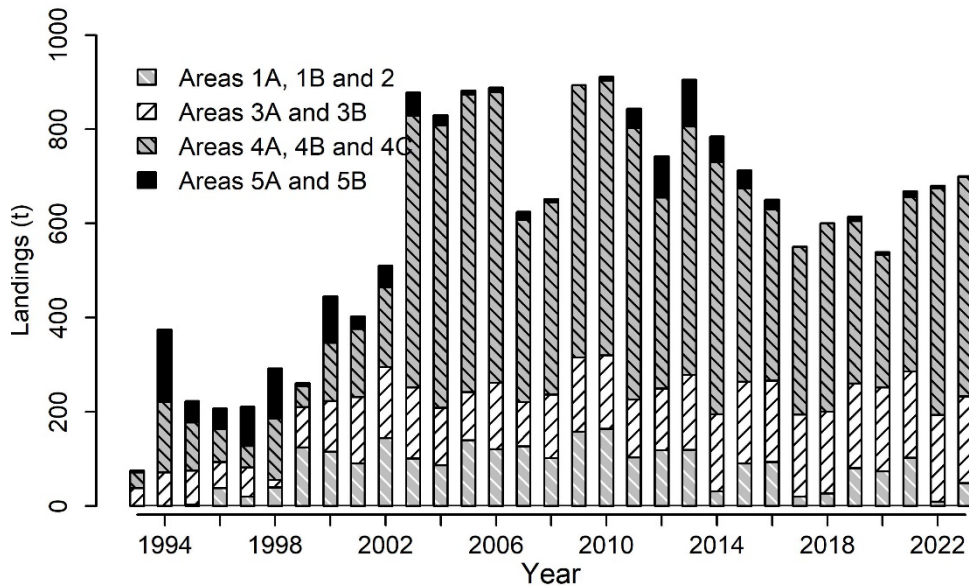 1000
800
600
400
200
0
Landings (t)
Areas 1A, 1B and 2
Areas 3A and 3B
Areas 4A, 4B and 4C
Areas 5A and 5B
1994 1998 2002 2006 2010 2014 2018 2022
Year